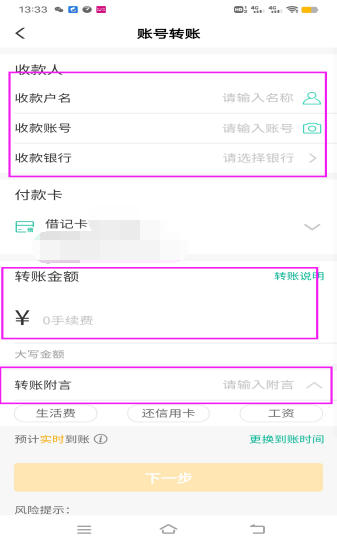 13:33
账号转账
收款人
收款户名 请输入名称
收款账号 请输入账号
收款银行 请选择银行
付款卡
借记卡
转账金额 转账说明
¥ 0手续费
大写金额
转账附言 请输入附言
生活费 还信用卡 工资
预计实时到账 更换到账时间
下一步
风险提示：